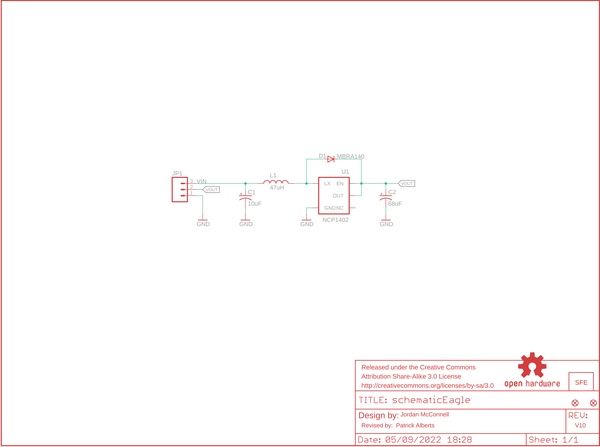 D1 MBRA140
U1
JP1
L1
LX EN
3 VIN
VOUT
47uH
2 VOUT
C1
C2
OUT
1
10uF
68uF
GND NC
NCP1402
GND
GND
GND
GND
Released under the Creative Commons
Attribution Share-Alike 3.0 License
http://creativecommons.org/licenses/by-sa/3.0
open hardware
SFE
TITLE: schematicEagle
Design by: Jordan McConnell
REV:
Revised by: Patrick Alberts
V10
Date: 05/09/2022 18:28
Sheet: 1/1